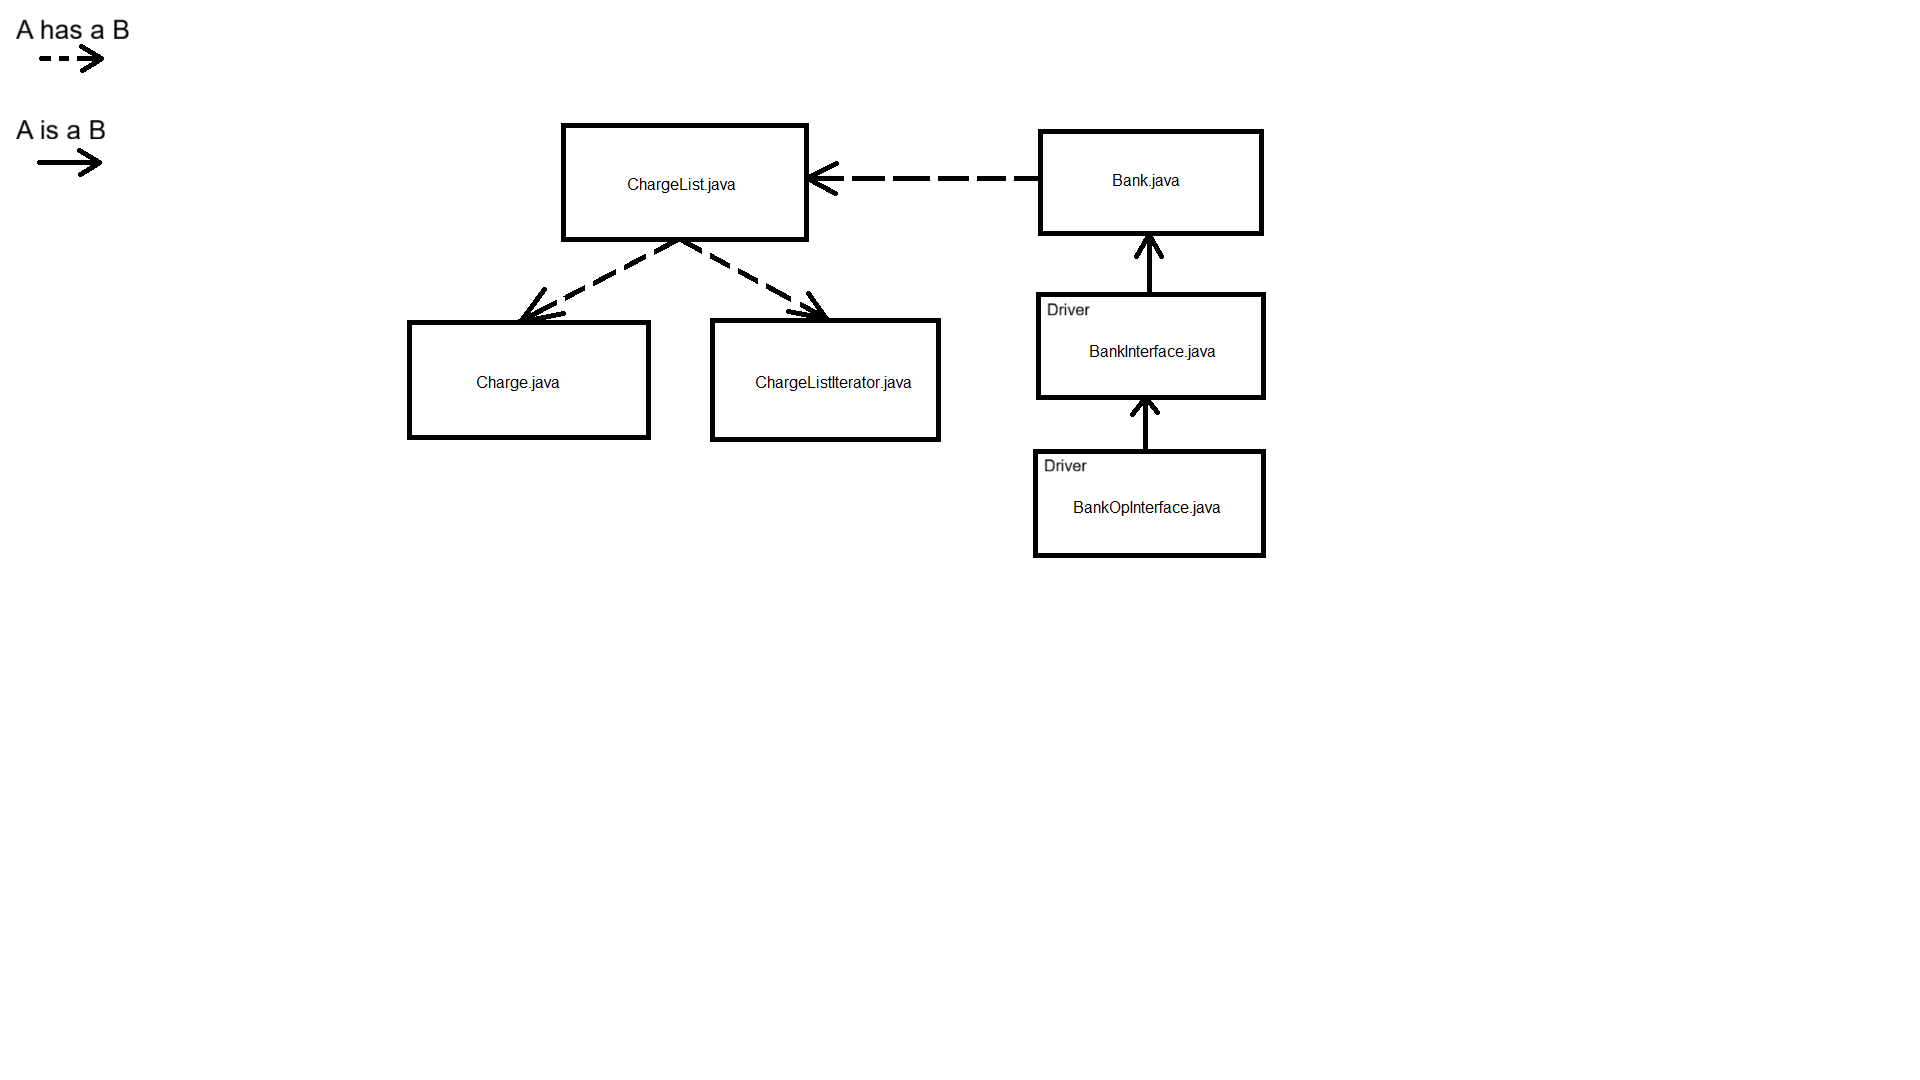 A has a B
A is a B
ChargeList.java
Bank.java
Driver
BankInterface.java
Charge.java
ChargeListIterator.java
Driver
BankOpInterface.java